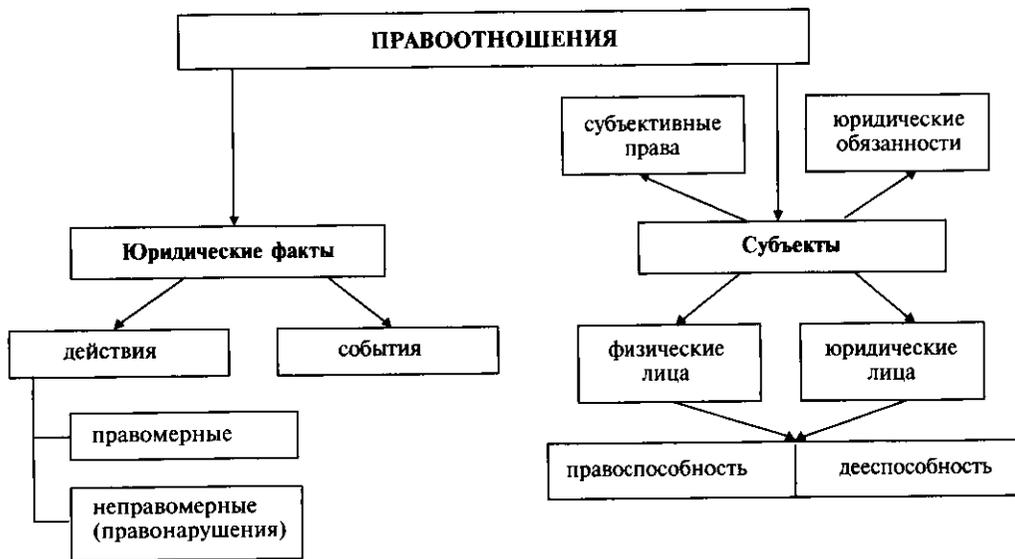 ПРАВООТНОШЕНИЯ
субъективные
права
юридические
обязанности
Юридические факты
Субъекты
действия
события
физические
лица
юридические
лица
правомерные
правоспособность
дееспособность
неправомерные
(правонарушения)